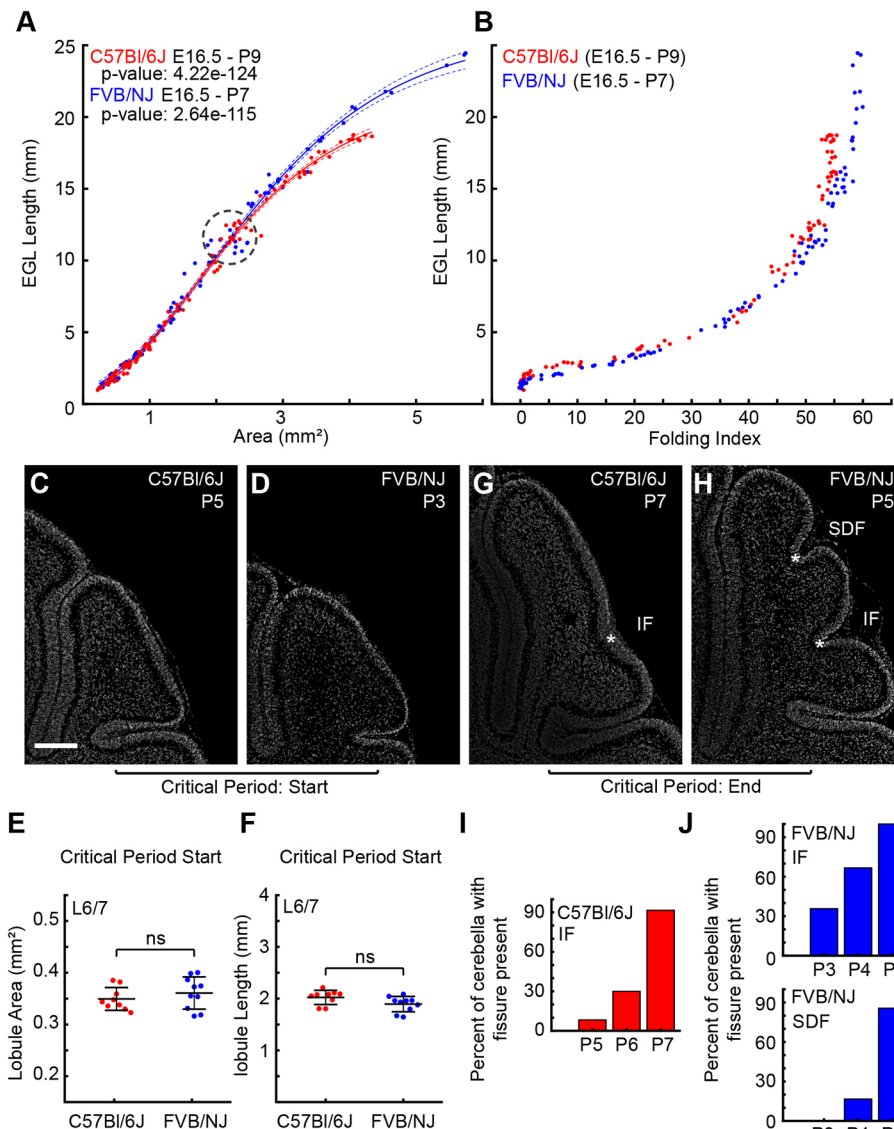 A
C57Bl/6J E16.5 - P9
p-value: 4.22e-124
FVB/NJ E16.5 - P7
p-value: 2.64e-115
EGL Length (mm)
25
20
15
10
5
0
1
3
5
Area (mm²)
B
C57Bl/6J (E16.5 - P9)
FVB/NJ (E16.5 - P7)
EGL Length (mm)
20
15
10
5
0
10
20
30
40
50
60
Folding Index
C
C57Bl/6J
P5
D
FVB/NJ
P3
G
C57Bl/6J
P7
IF
*
H
FVB/NJ
P5
SDF
*
IF
*
Critical Period: Start
Critical Period: End
E
Critical Period Start
L6/7
ns
Lobule Area (mm²)
0.5
0.4
0.3
0.2
C57Bl/6J
FVB/NJ
F
Critical Period Start
L6/7
ns
lobule Length (mm)
4
3
2
1
C57Bl/6J
FVB/NJ
I
C57Bl/6J
IF
Percent of cerebella with
fissure present
90
60
30
0
P5
P6
P7
J
FVB/NJ
IF
Percent of cerebella with
fissure present
90
60
30
0
P3
P4
FVB/NJ
SDF
Percent of cerebella with
fissure present
90
60
30
0